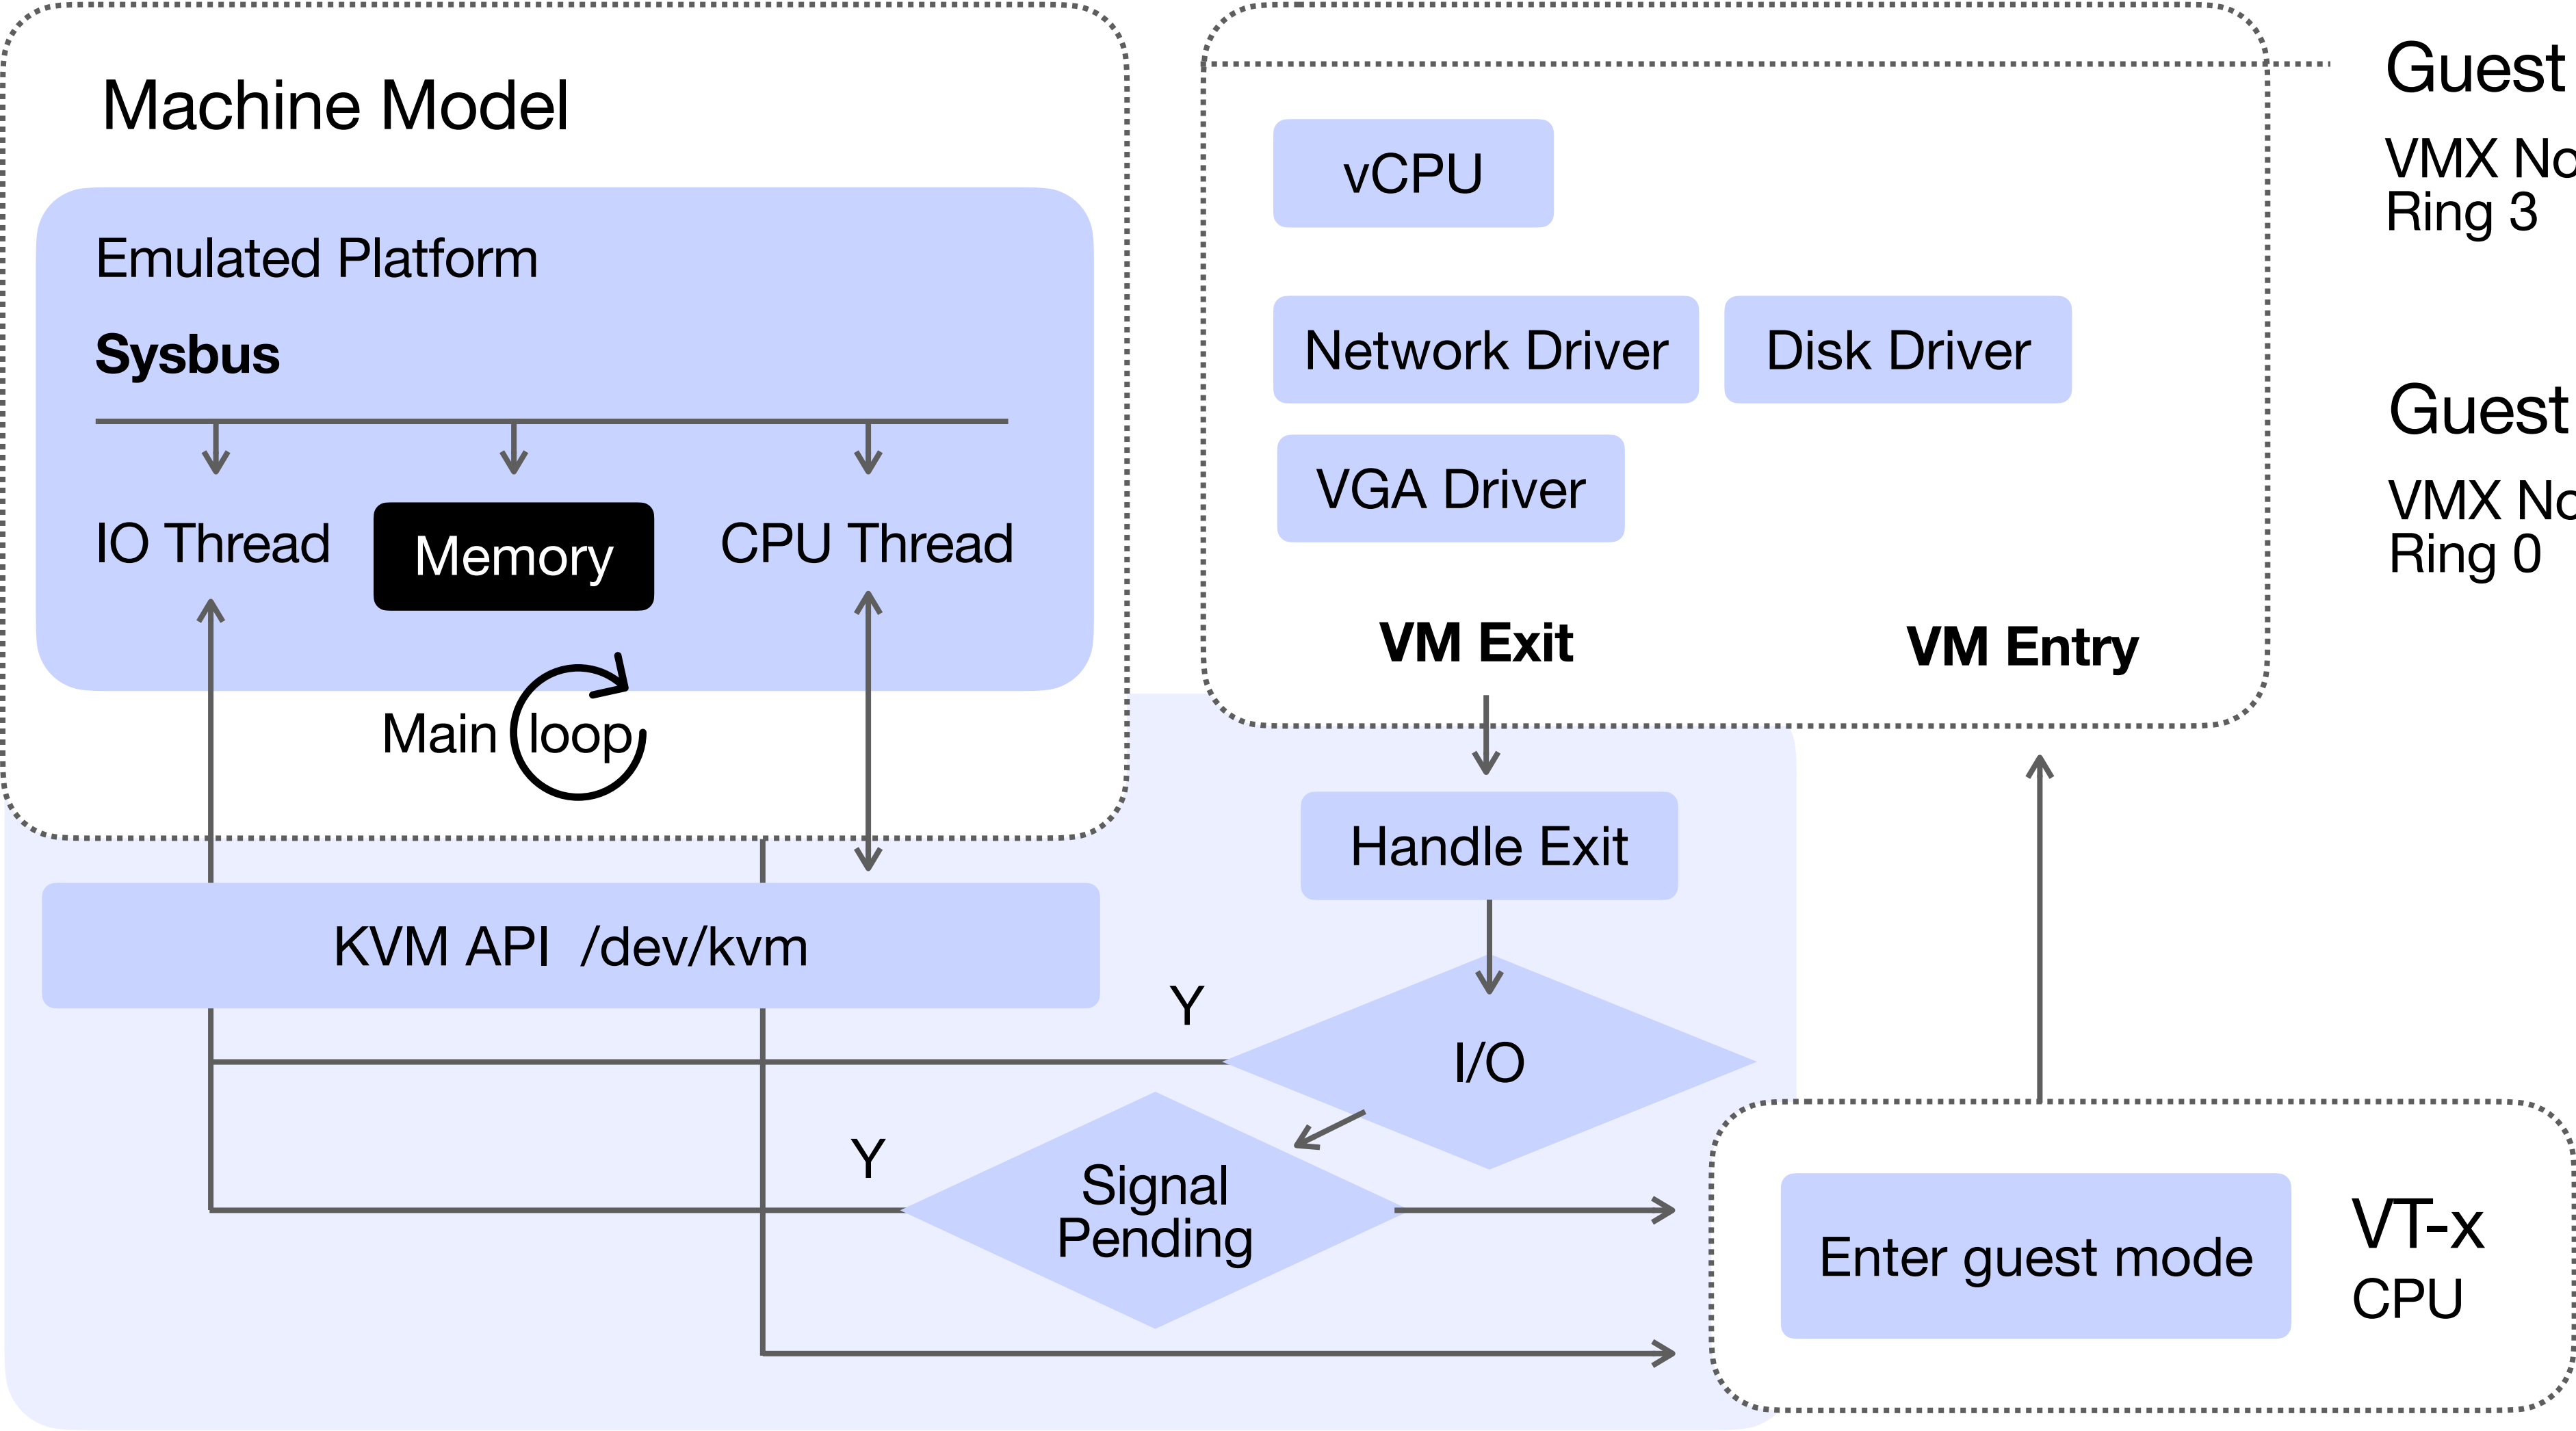 Machine Model
Emulated Platform
Sysbus
IO Thread
Memory
CPU Thread
Main loop
KVM API /dev/kvm
vCPU
Network Driver
Disk Driver
VGA Driver
VM Exit
VM Entry
Handle Exit
Y
I/O
Y
Signal
Pending
Enter guest mode
VT-x
CPU
Guest
VMX
Ring 3
Guest
VMX
Ring 0